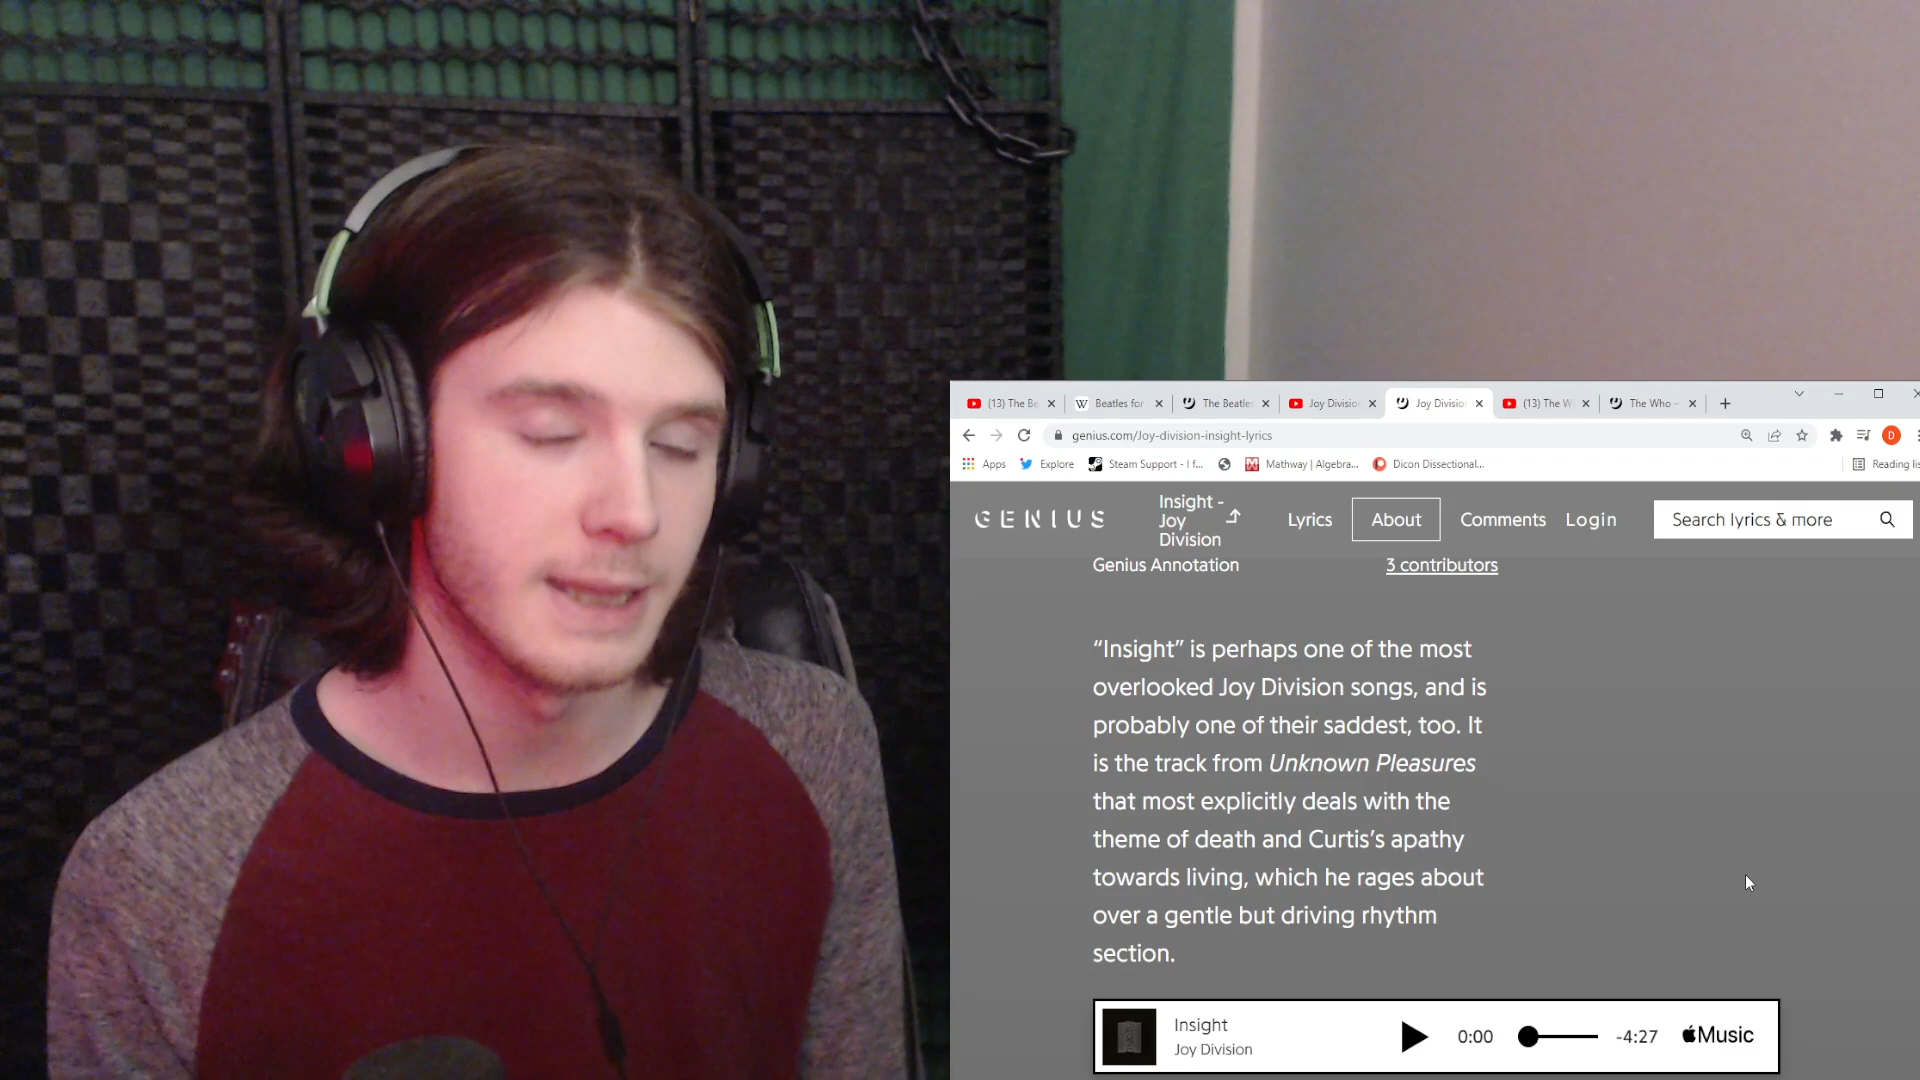 (13) The Be
Beatles for
The Beatles
Joy Divisio
Joy Divisio
(13) The W
The Who –
genius.com/Joy-division-insight-lyrics
D
Apps
Explore
Steam Support - I f...
Mathway | Algebra...
Dicon Dissectional...
Reading lis
GENIUS
Insight -
Joy
Division
Lyrics
About
Comments
Login
Search lyrics & more
Genius Annotation
3 contributors
“Insight” is perhaps one of the most
overlooked Joy Division songs, and is
probably one of their saddest, too. It
is the track from Unknown Pleasures
that most explicitly deals with the
theme of death and Curtis’s apathy
towards living, which he rages about
over a gentle but driving rhythm
section.
Insight
Joy Division
0:00
-4:27
Music